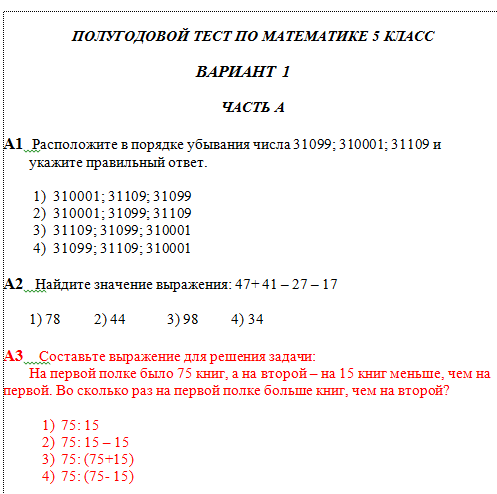 ПОЛУГОДОВОЙ ТЕСТ ПО МАТЕМАТИКЕ 5 КЛАСС
ВАРИАНТ 1
ЧАСТЬ А
А1 Расположите в порядке убывания числа 31099; 310001; 31109 и
укажите правильный ответ.
1) 310001; 31109; 31099
2) 310001; 31099; 31109
3) 31109; 31099; 310001
4) 31099; 31109; 310001
А2 Найдите значение выражения: 47+ 41 – 27 – 17
1) 78 2) 44 3) 98 4) 34
А3 Составьте выражение для решения задачи:
На первой полке было 75 книг, а на второй – на 15 книг меньше, чем на
первой. Во сколько раз на первой полке больше книг, чем на второй?
1) 75: 15
2) 75: 15 – 15
3) 75: (75+15)
4) 75: (75- 15)